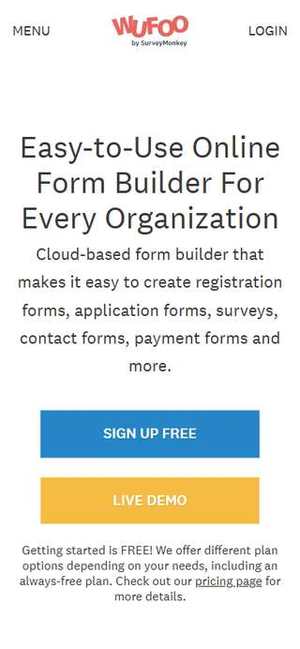 MENU
WUFOO
by SurveyMonkey
LOGIN
Easy-to-Use Online
Form Builder For
Every Organization
Cloud-based form builder that
makes it easy to create registration
forms, application forms, surveys,
contact forms, payment forms and
more.
SIGN UP FREE
LIVE DEMO
Getting started is FREE! We offer different plan
options depending on your needs, including an
always-free plan. Check out our pricing page for
more details.